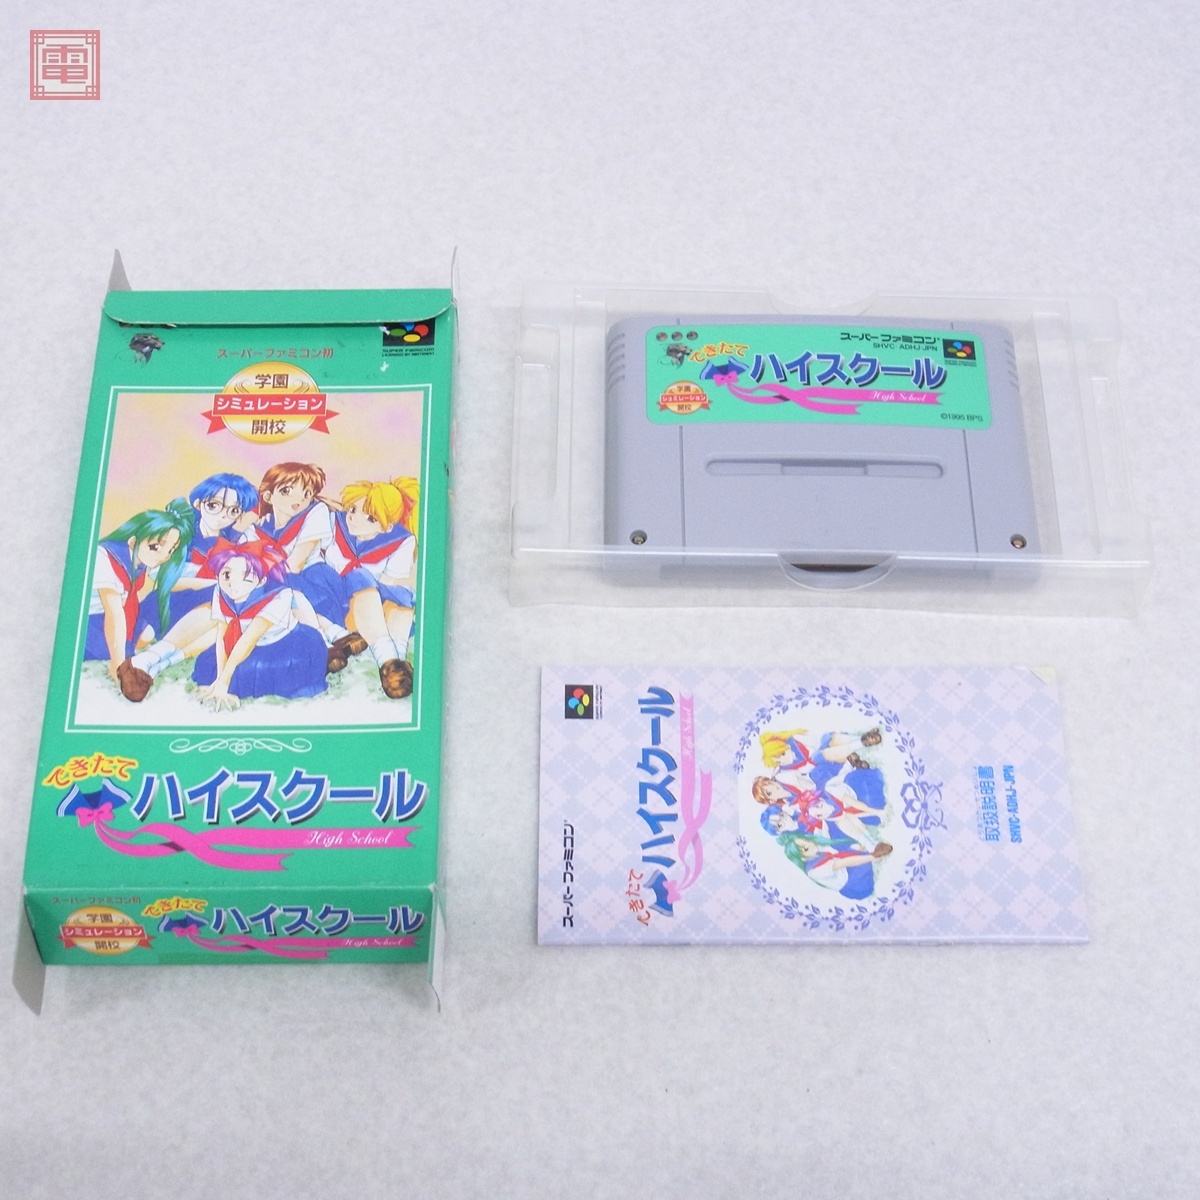 電
スーパーファミコン初
学園
シミュレーション
開校
SUPER FAMICOM
できたて
ハイスクール
High School
スーパーファミコン初
学園
シミュレーション
開校
できたて
ハイスクール
High School
スーパーファミコン
SHVC-ADHJ-JPN
できたて
ハイスクール
High School
学園
シミュレーション
開校
©1995 BPS
スーパーファミコン
できたて
ハイスクール
High School
取扱説明書
SHVC-ADHJ-JPN